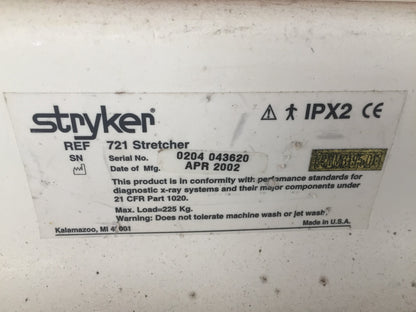 stryker
IPX2 CE
REF 721 Stretcher
SN Serial No. 0204 043620
Date of Mfg. APR 2002
This product is in conformity with performance standards for
diagnostic x-ray systems and their major components under
21 CFR Part 1020.
Max. Load=225 Kg.
Warning: Does not tolerate machine wash or jet wash.
Kalamazoo, MI
Made in U.S.A.